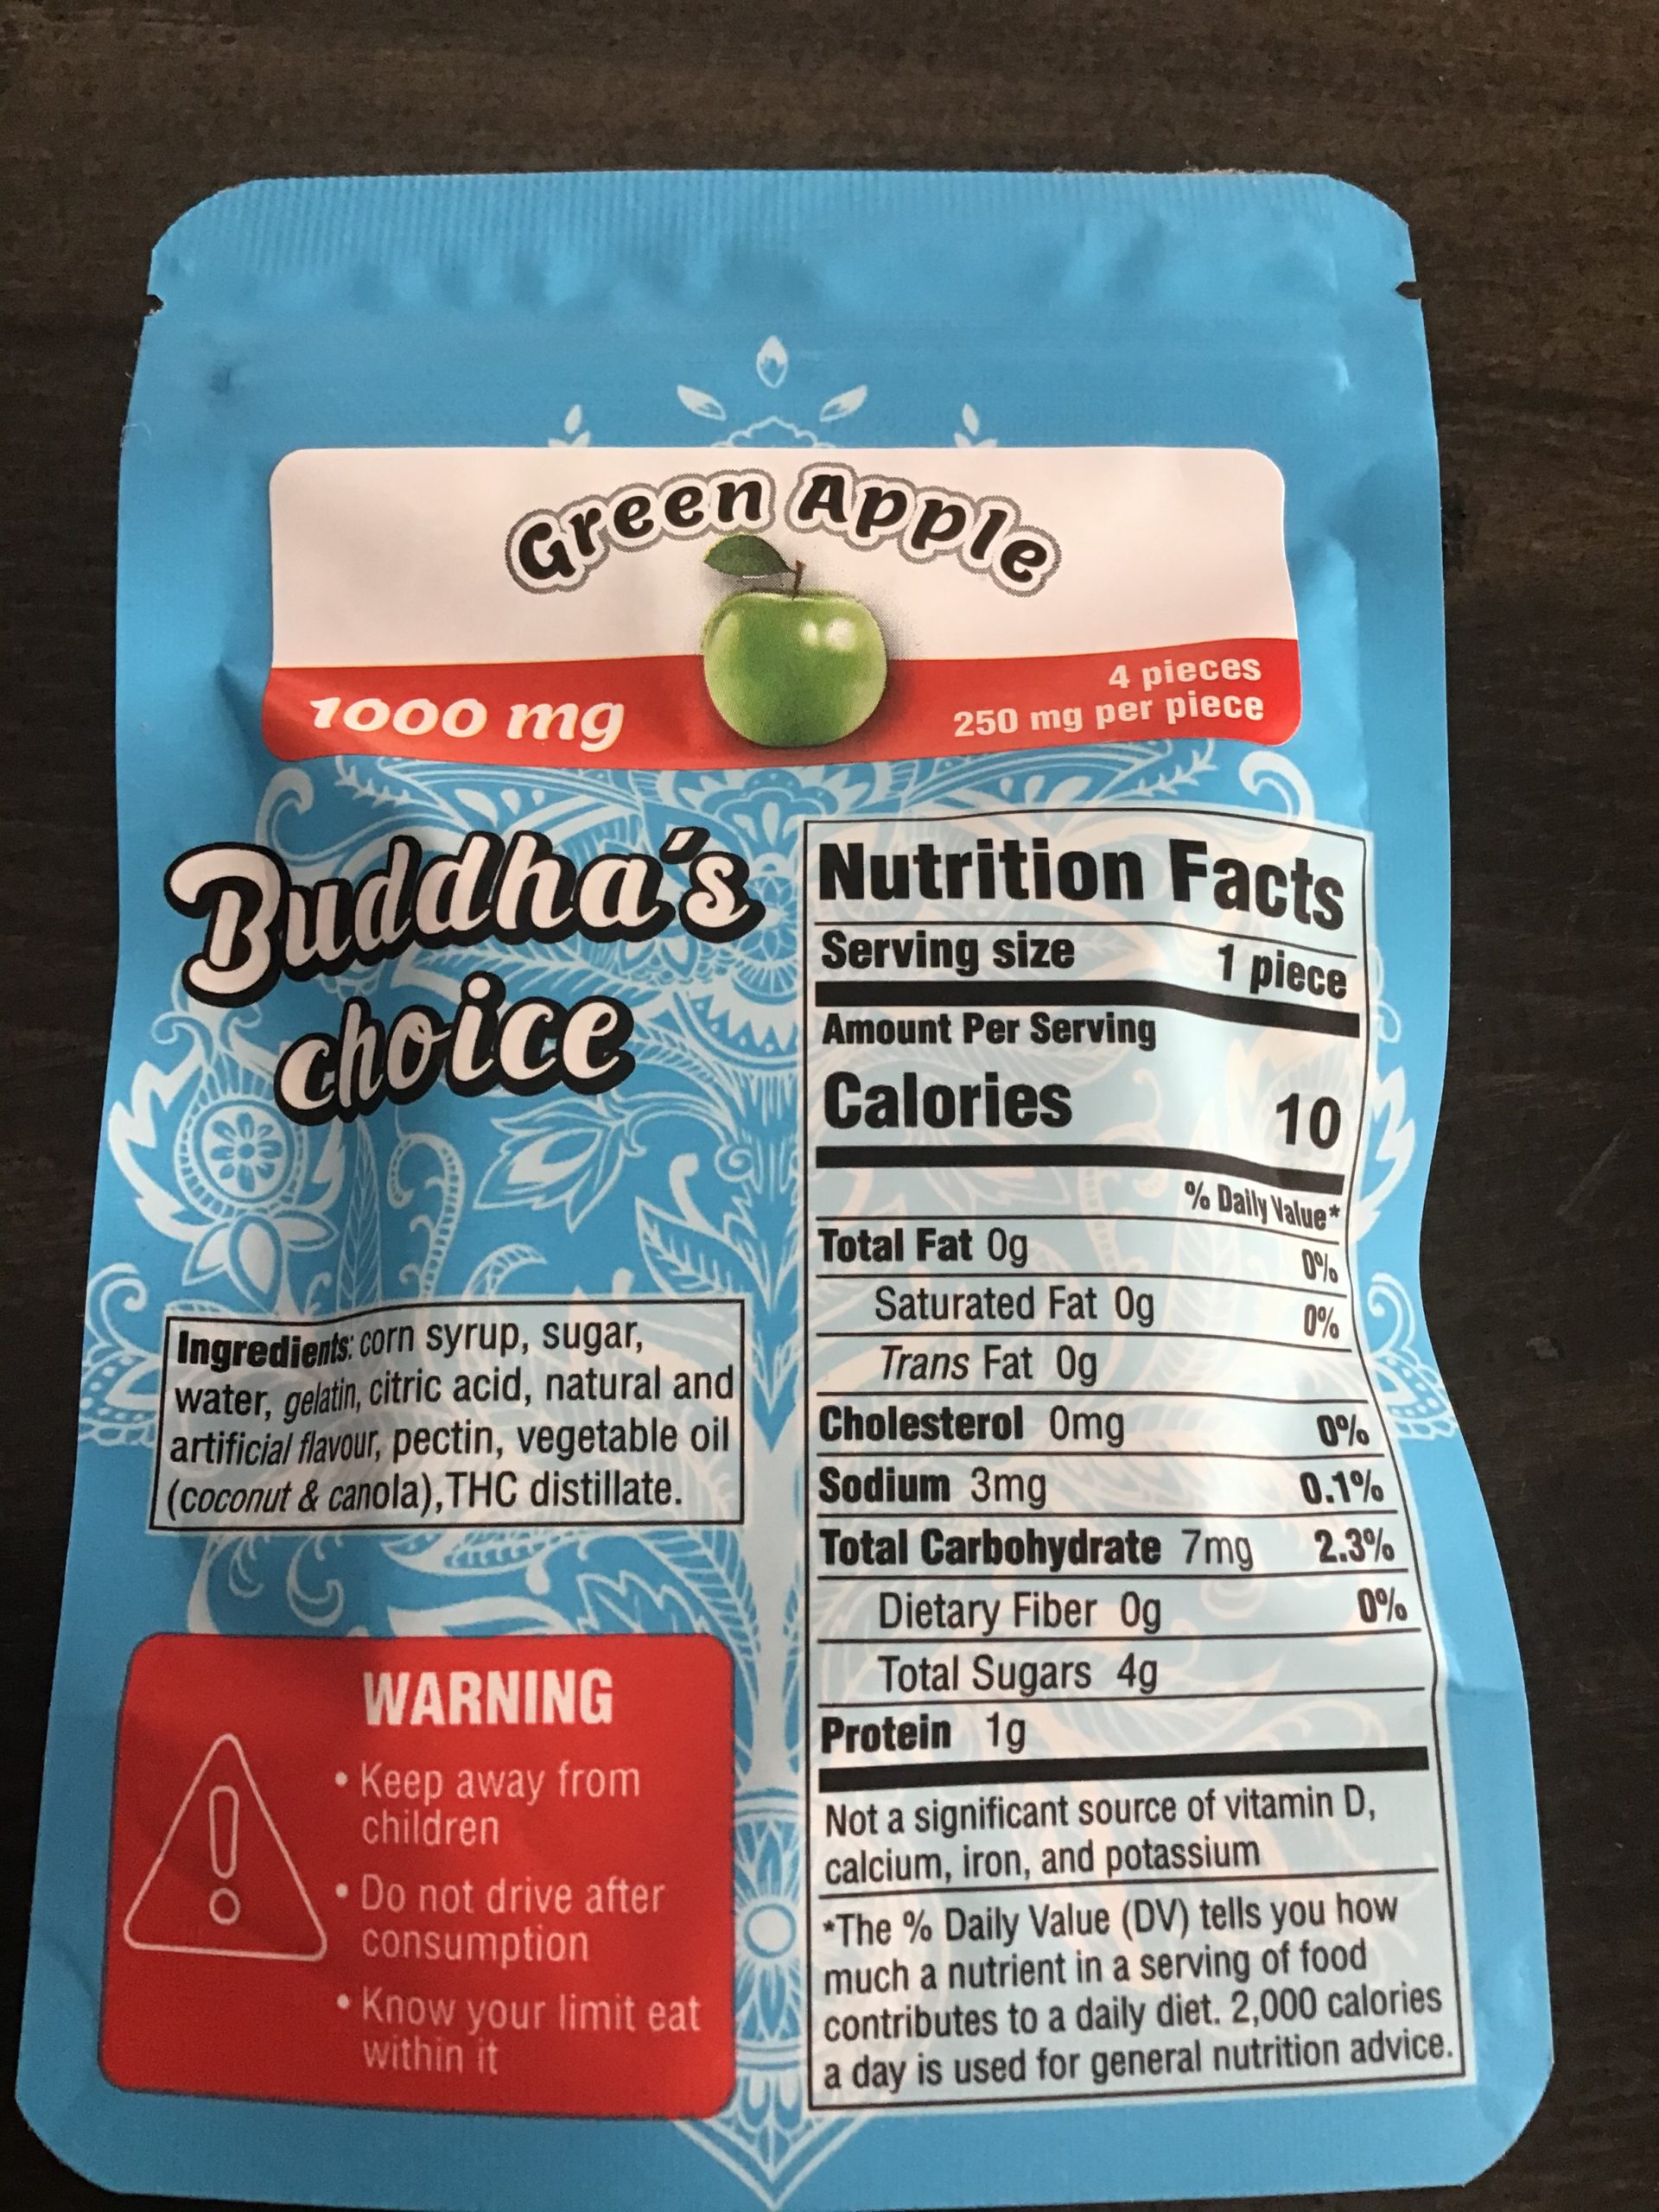 Green Apple
1000 mg
4 pieces
250 mg per piece
Buddha's
choice
Ingredients: corn syrup, sugar,
water, gelatin, citric acid, natural and
artificial flavour, pectin, vegetable oil
(coconut & canola),THC distillate.
WARNING
• Keep away from
children
• Do not drive after
consumption
• Know your limit eat
within it
Nutrition Facts
Serving size 1 piece
Amount Per Serving
Calories 10
% Daily Value*
Total Fat 0g 0%
Saturated Fat 0g 0%
Trans Fat 0g
Cholesterol 0mg 0%
Sodium 3mg 0.1%
Total Carbohydrate 7mg 2.3%
Dietary Fiber 0g 0%
Total Sugars 4g
Protein 1g
Not a significant source of vitamin D,
calcium, iron, and potassium
*The % Daily Value (DV) tells you how
much a nutrient in a serving of food
contributes to a daily diet. 2,000 calories
a day is used for general nutrition advice.